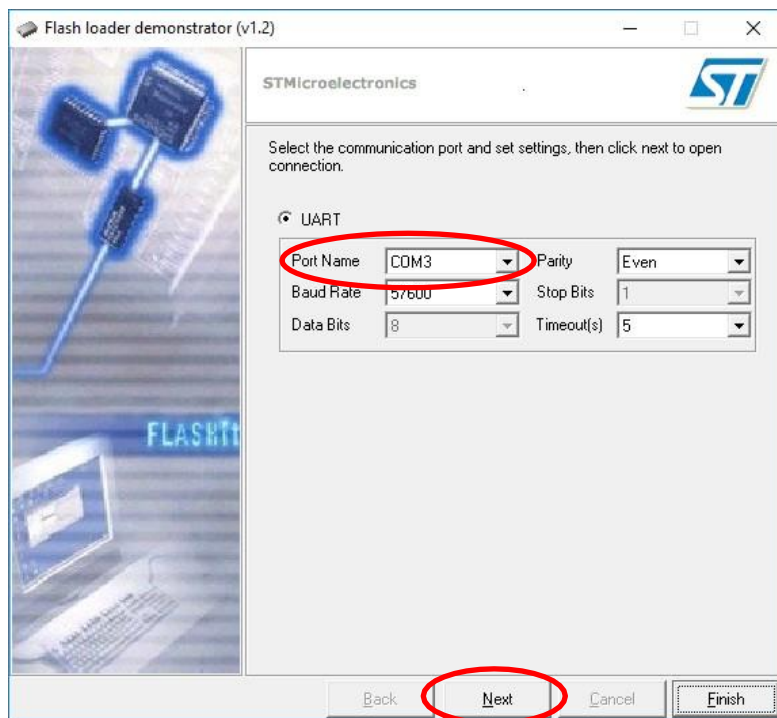 Flash loader demonstrator (v1.2)
STMicroelectronics
ST
Select the communication port and set settings, then click next to open
connection.
UART
Port Name COM3 Parity Even
Baud Rate 57600 Stop Bits 1
Data Bits 8 Timeout(s) 5
FLASHIt
Back Next Cancel Finish